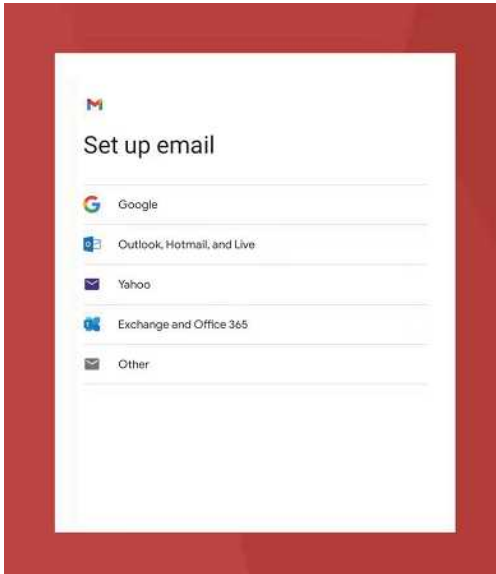 Set up email
Google
Outlook, Hotmail, and Live
Yahoo
Exchange and Office 365
Other